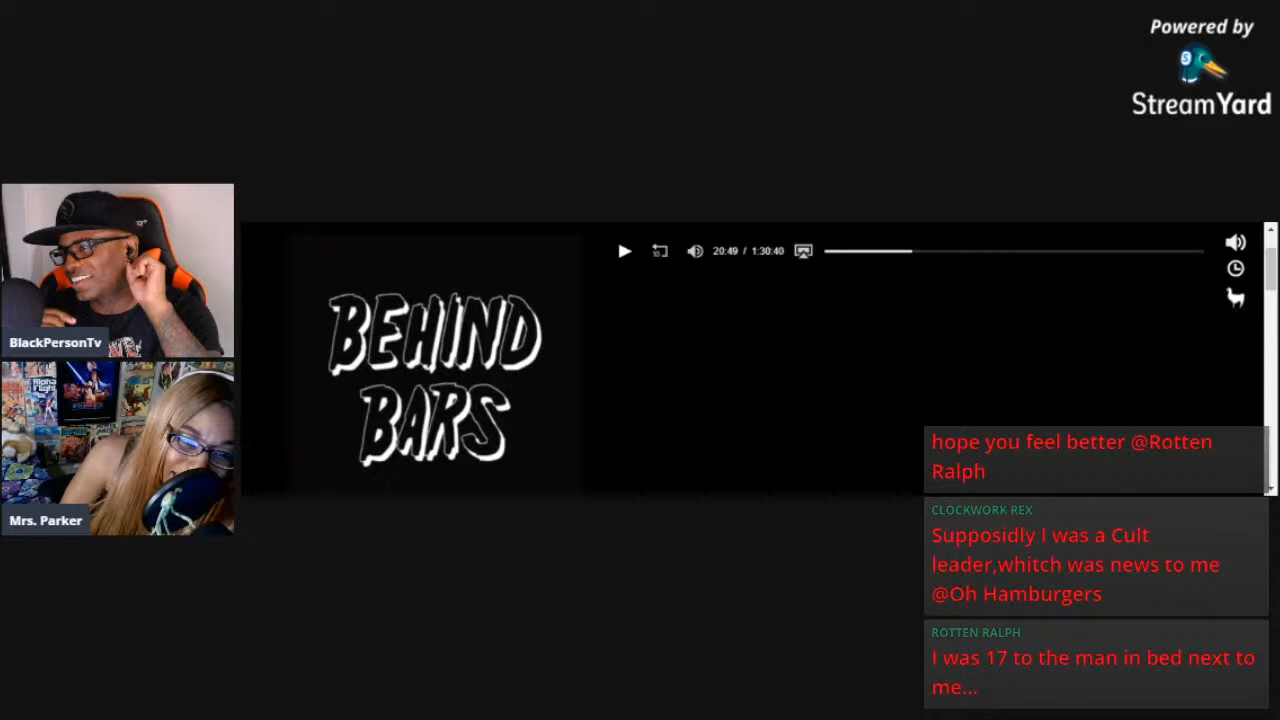 Powered by
StreamYard
BlackPersonTv
Mrs. Parker
BEHIND
BARS
10
20:49 / 1:30:40
hope you feel better @Rotten
Ralph
CLOCKWORK REX
Supposidly I was a Cult
leader,whitch was news to me
@Oh Hamburgers
ROTTEN RALPH
I was 17 to the man in bed next to
me...